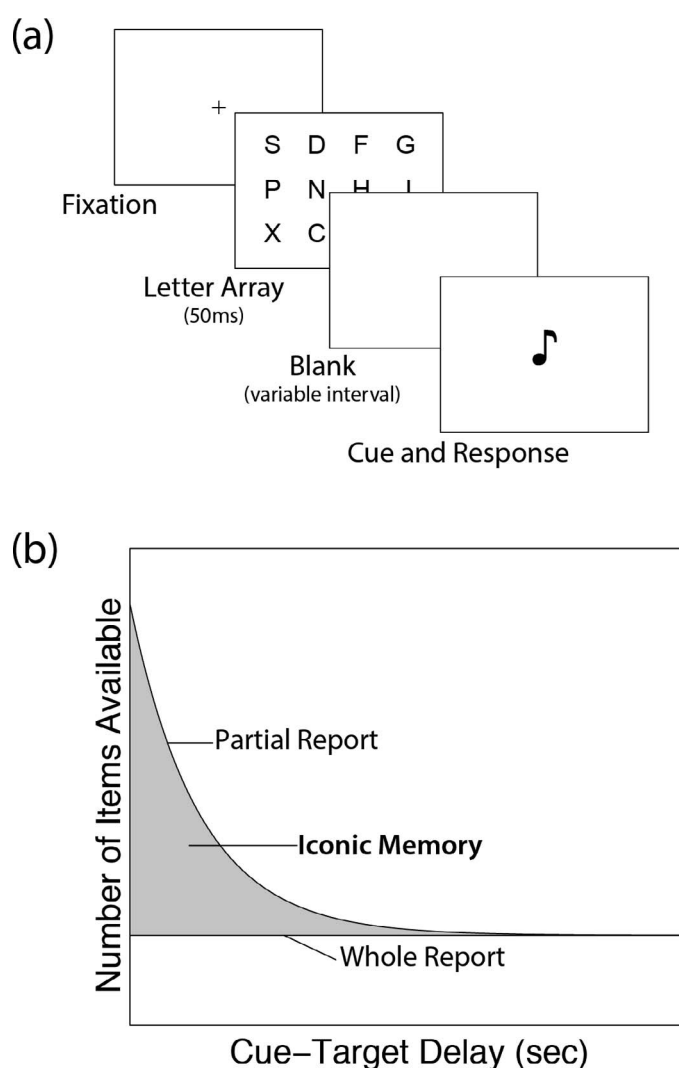 (a)
+
S D F G
P N H
X C
Fixation
Letter Array
(50ms)
Blank
(variable interval)
Cue and Response
(b)
Number of Items Available
Partial Report
Iconic Memory
Whole Report
Cue–Target Delay (sec)